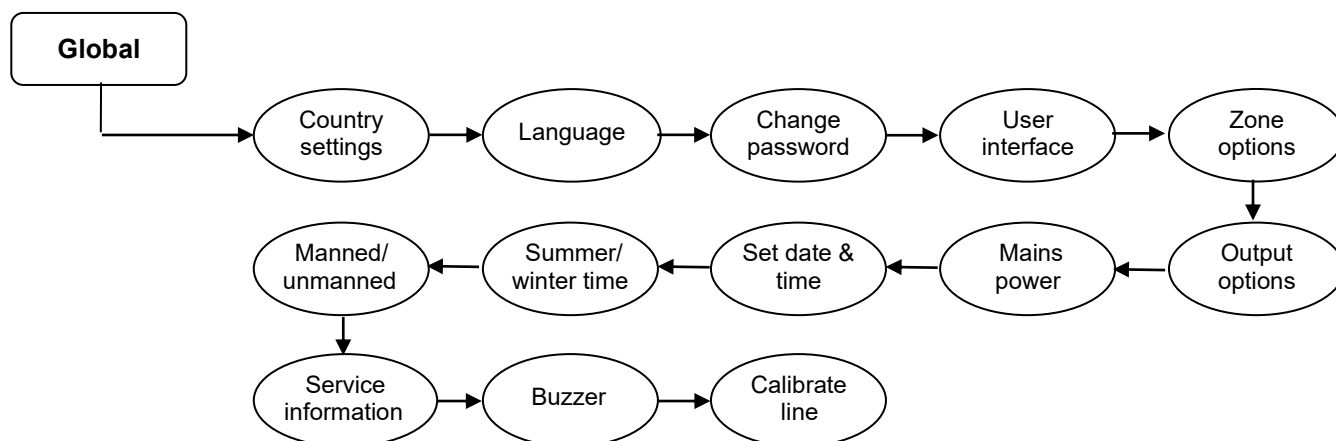 Global
Country
settings
Language
Change
password
User
interface
Zone
options
Manned/
unmanned
Summer/
winter time
Set date &
time
Mains
power
Output
options
Service
information
Buzzer
Calibrate
line